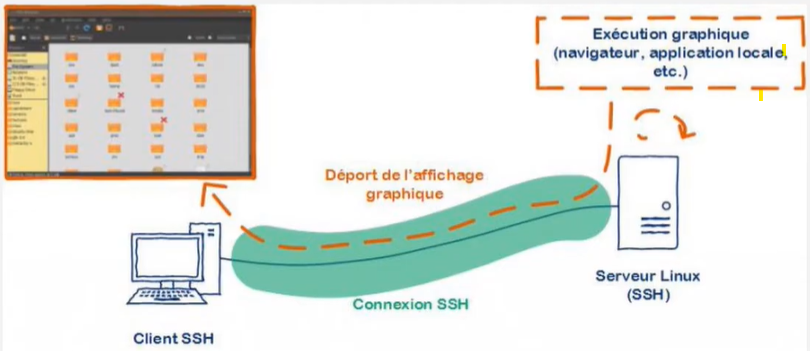 Exécution graphique
(navigateur, application locale,
etc.)
Déport de l'affichage
graphique
Connexion SSH
Serveur Linux
(SSH)
Client SSH